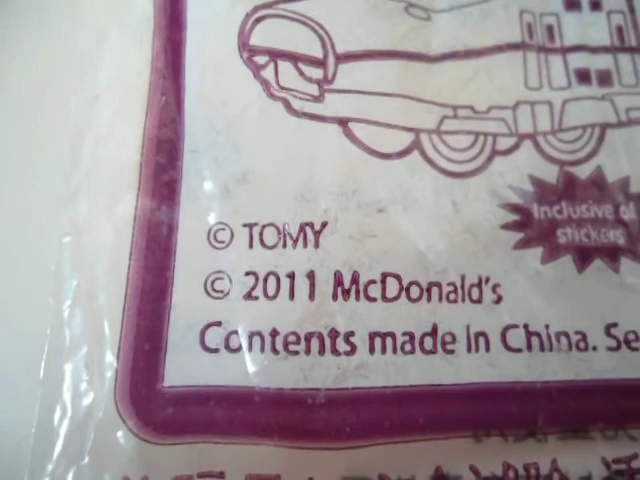 Inclusive of
stickers
© TOMY
© 2011 McDonald's
Contents made in China. Se